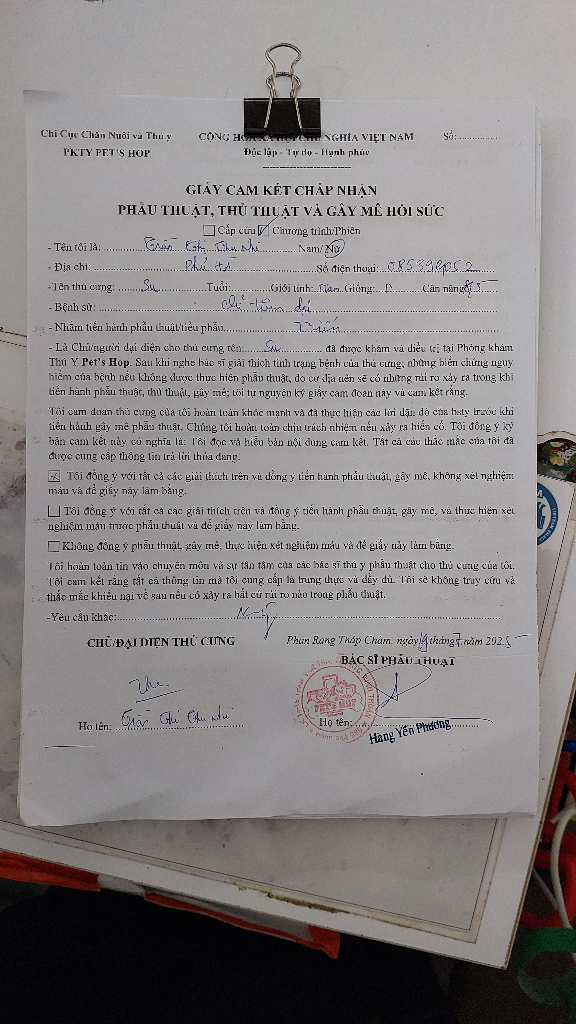 Chi Cục Chăn Nuôi và Thú y
CỘNG HÒA XÃ HỘI CHỦ NGHĨA VIỆT NAM
Số:
PKTY PET'S HOP
Độc lập - Tự do - Hạnh phúc
GIẤY CAM KẾT CHẤP NHẬN
PHẪU THUẬT, THỦ THUẬT VÀ GÂY MÊ HỒI SỨC
Cấp cứu Chương trình/Phiên
- Tên tôi là: Trần Thị Thu Nhi Nam/Nữ
- Địa chỉ: Phủ Hà Số điện thoại:
-Tên thú cưng: Su Tuổi: Giới tính: Giống: Cân nặng
- Bệnh sử:
- Nhằm tiến hành phẫu thuật/tiểu phẫu Triến
- Là Chủ/người đại diện cho thú cưng tên: Su đã được khám và điều trị tại Phòng khám
Thú Y Pet's Hop. Sau khi nghe bác sĩ giải thích tình trạng bệnh của thú cưng; những biến chứng nguy
hiểm của bệnh nếu không được thực hiện phẫu thuật, do cơ địa nên sẽ có những rủi ro xảy ra trong khi
tiến hành phẫu thuật, thủ thuật, gây mê; tôi tự nguyện ký giấy cam đoan này và cam kết rằng.
Tôi cam đoan thú cưng của tôi hoàn toàn khỏe mạnh và đã thực hiện các lời dặn dò của bsty trước khi
tiến hành gây mê phẫu thuật. Chúng tôi hoàn toàn chịu trách nhiệm nếu xảy ra biến cố. Tôi đồng ý ký
bản cam kết này có nghĩa là: Tôi đọc và hiểu bản nội dung cam kết. Tất cả các thắc mắc của tôi đã
được cung cấp thông tin trả lời thỏa đáng.
Tôi đồng ý với tất cả các giải thích trên và đồng ý tiến hành phẫu thuật, gây mê, không xét nghiệm
máu và để giấy này làm bằng.
Tôi đồng ý với tất cả các giải thích trên và đồng ý tiến hành phẫu thuật, gây mê, và thực hiện xét
nghiệm máu trước phẫu thuật và để giấy này làm bằng.
Không đồng ý phẫu thuật, gây mê, thực hiện xét nghiệm máu và để giấy này làm bằng.
Tôi hoàn toàn tin vào chuyên môn và sự tận tâm của các bác sĩ thú y phẫu thuật cho thú cưng của tôi.
Tôi cam kết rằng tất cả thông tin mà tôi cung cấp là trung thực và đầy đủ. Tôi sẽ không truy cứu và
thắc mắc khiếu nại về sau nếu có xảy ra bất cứ rủi ro nào trong phẫu thuật.
-Yêu cầu khác:
CHỦ/ĐẠI DIỆN THÚ CƯNG
Phan Rang Tháp Chàm, ngày tháng 7 năm 2025
BÁC SĨ PHẪU THUẬT
PET'S HOP
Họ tên: Trần Thị Thu Nhi
Họ tên:
Hàng Yến Phương